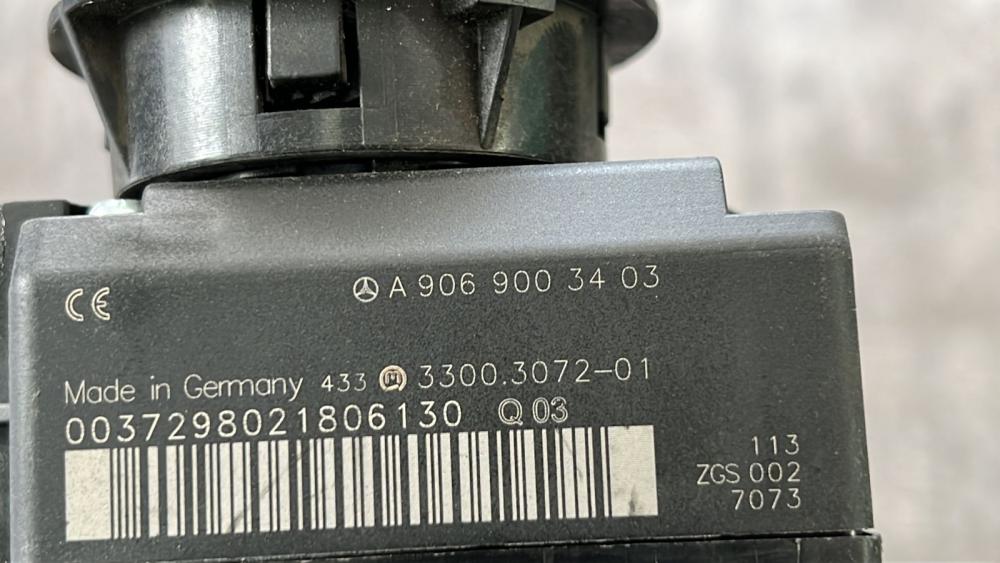 CE
A 906 900 34 03
Made in Germany 433 M 3300.3072-01
0037298021806130 Q 03
113
ZGS 002
7073